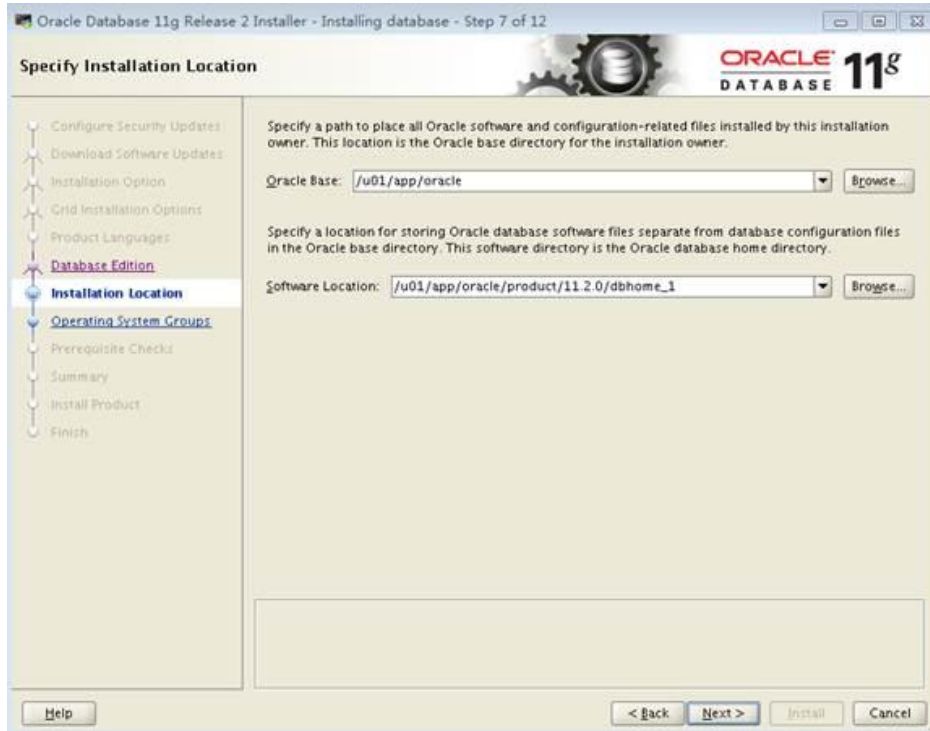 Oracle Database 11g Release 2 Installer - Installing database - Step 7 of 12
Specify Installation Location
ORACLE
DATABASE
11g
Configure Security Updates
Download Software Updates
Installation Option
Grid Installation Options
Product Languages
Database Edition
Installation Location
Operating System Groups
Prerequisite Checks
Summary
Install Product
Finish
Specify a path to place all Oracle software and configuration-related files installed by this installation
owner. This location is the Oracle base directory for the installation owner.
Oracle Base: /u01/app/oracle Browse...
Specify a location for storing Oracle database software files separate from database configuration files
in the Oracle base directory. This software directory is the Oracle database home directory.
Software Location: /u01/app/oracle/product/11.2.0/dbhome_1 Browse...
Help < Back Next > Install Cancel